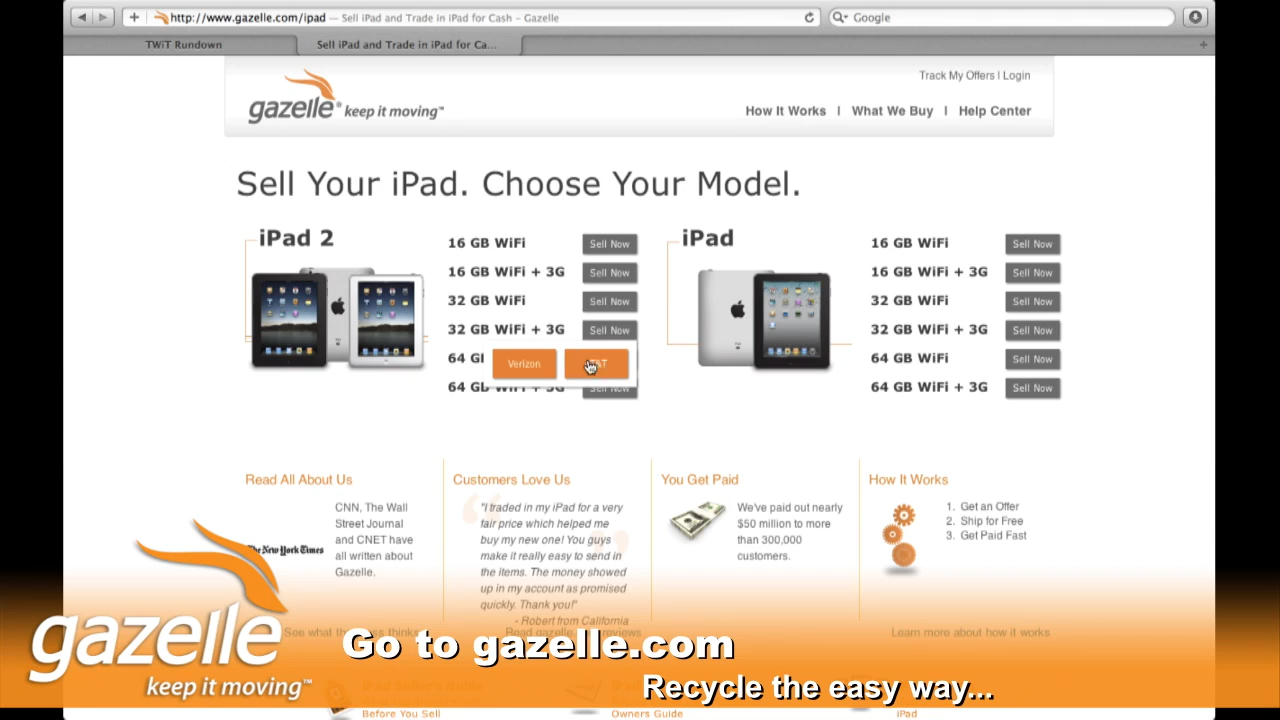 http://www.gazelle.com/ipad — Sell iPad and Trade in iPad for Cash – Gazelle
Google
TWiT Rundown
Sell iPad and Trade in iPad for Ca...
Track My Offers | Login
gazelle® keep it moving™
How It Works | What We Buy | Help Center
Sell Your iPad. Choose Your Model.
iPad 2
16 GB WiFi Sell Now
16 GB WiFi + 3G Sell Now
32 GB WiFi Sell Now
32 GB WiFi + 3G Sell Now
64 GI
Verizon
64 GB WiFi + 3G Sell Now
iPad
16 GB WiFi Sell Now
16 GB WiFi + 3G Sell Now
32 GB WiFi Sell Now
32 GB WiFi + 3G Sell Now
64 GB WiFi Sell Now
64 GB WiFi + 3G Sell Now
Read All About Us
The New York Times
CNN, The Wall
Street Journal
and CNET have
all written about
Gazelle.
Customers Love Us
"I traded in my iPad for a very
fair price which helped me
buy my new one! You guys
make it really easy to send in
the items. The money showed
up in my account as promised
quickly. Thank you!"
- Robert from California
You Get Paid
We've paid out nearly
$50 million to more
than 300,000
customers.
How It Works
1. Get an Offer
2. Ship for Free
3. Get Paid Fast
See what
Learn more about how it works
gazelle
keep it moving™
Go to gazelle.com
Recycle the easy way...
Before You Sell
Owners Guide
iPad